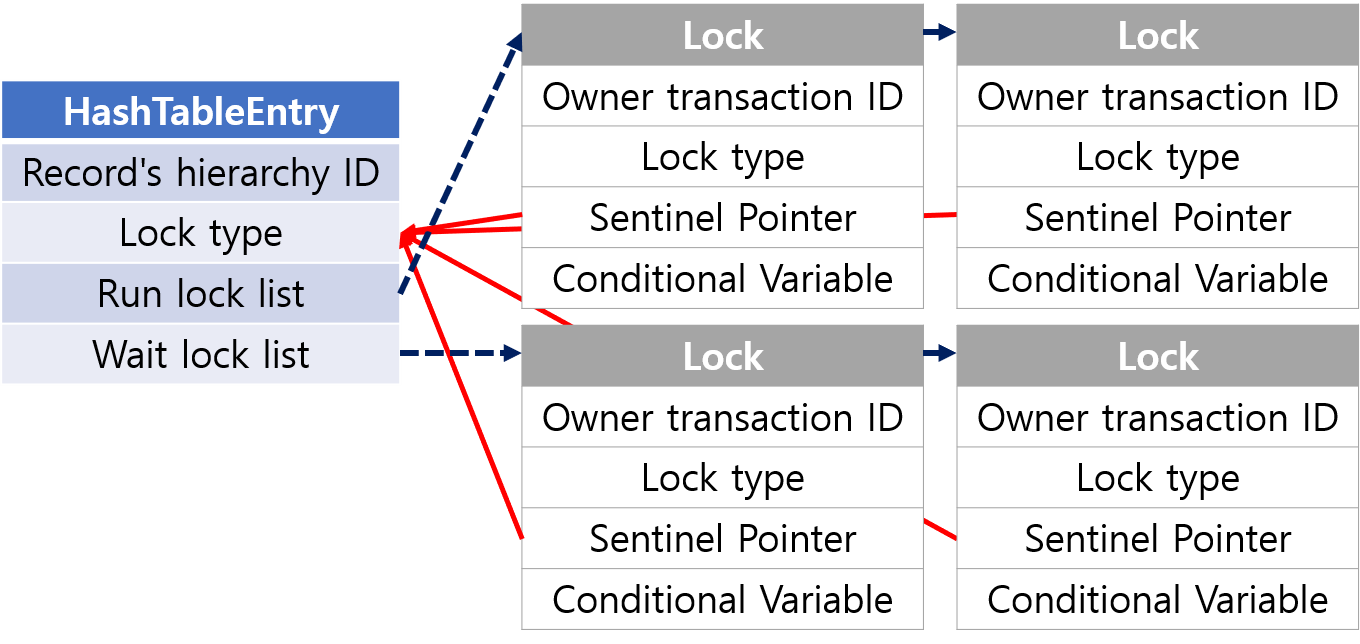 HashTableEntry
Record's hierarchy ID
Lock type
Run lock list
Wait lock list
Lock
Owner transaction ID
Lock type
Sentinel Pointer
Conditional Variable
Lock
Owner transaction ID
Lock type
Sentinel Pointer
Conditional Variable
Lock
Owner transaction ID
Lock type
Sentinel Pointer
Conditional Variable
Lock
Owner transaction ID
Lock type
Sentinel Pointer
Conditional Variable